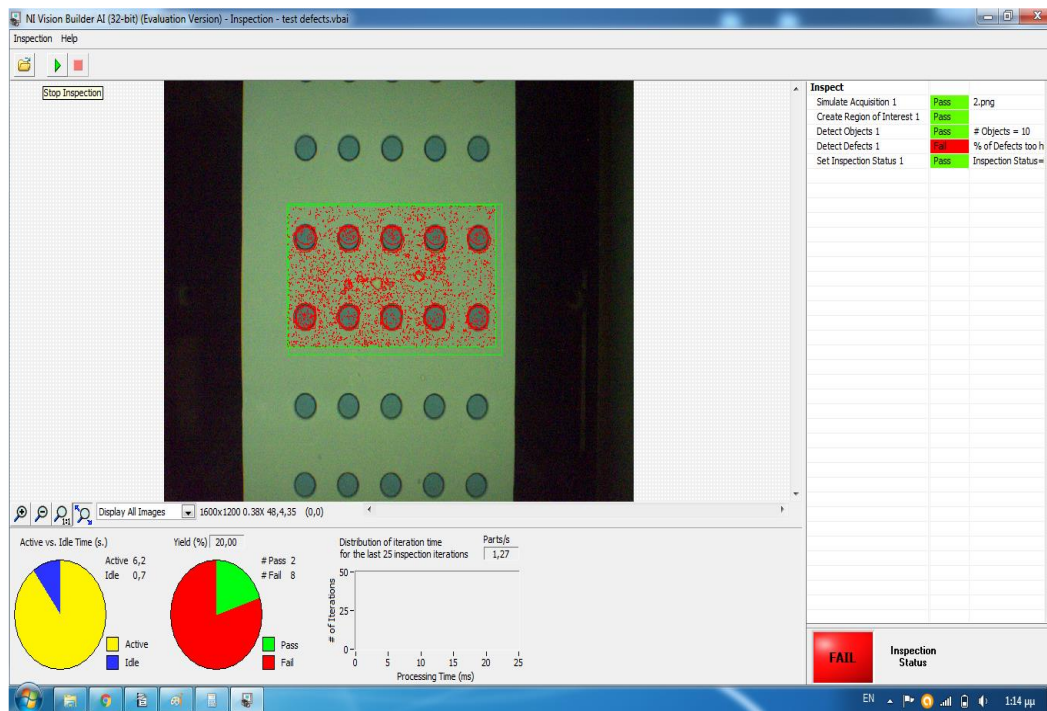 NI Vision Builder AI (32-bit) (Evaluation Version) - Inspection - test defects.vbai
Inspection Help
Stop Inspection
Inspect
Simulate Acquisition 1 Pass 2.png
Create Region of Interest 1 Pass
Detect Objects 1 Pass # Objects = 10
Detect Defects 1 Fail % of Defects too h
Set Inspection Status 1 Pass Inspection Status=
1:1 Display All Images 1600x1200 0.38X 48,4,35 (0,0)
Active vs. Idle Time (s.)
Active 6,2
Idle 0,7
Active
Idle
Yield (%) 20,00
# Pass 2
# Fail 8
Pass
Fail
Distribution of iteration time
for the last 25 inspection iterations
Parts/s
1,27
# of Iterations
50
25
0
0 5 10 15 20 25
Processing Time (ms)
FAIL
Inspection
Status
EN 1:14 μμ